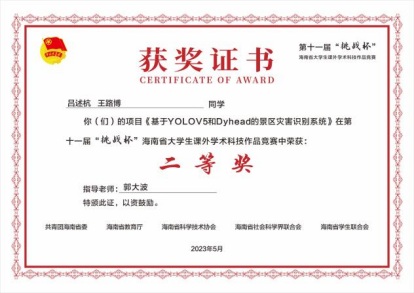 获奖证书
CERTIFICATE OF AWARD
第十一届“挑战杯”
海南省大学生课外学术科技作品竞赛
吕述杭 王路博 同学
你（们）的项目《基于YOLOV5和Dyhead的景区灾害识别系统》在第
十一届“挑战杯”海南省大学生课外学术科技作品竞赛中荣获：
二等奖
指导老师：郭大波
特颁此证，以资鼓励。
共青团海南省委 海南省教育厅 海南省科学技术协会 海南省社会科学界联合会 海南省学生联合会
2023年5月